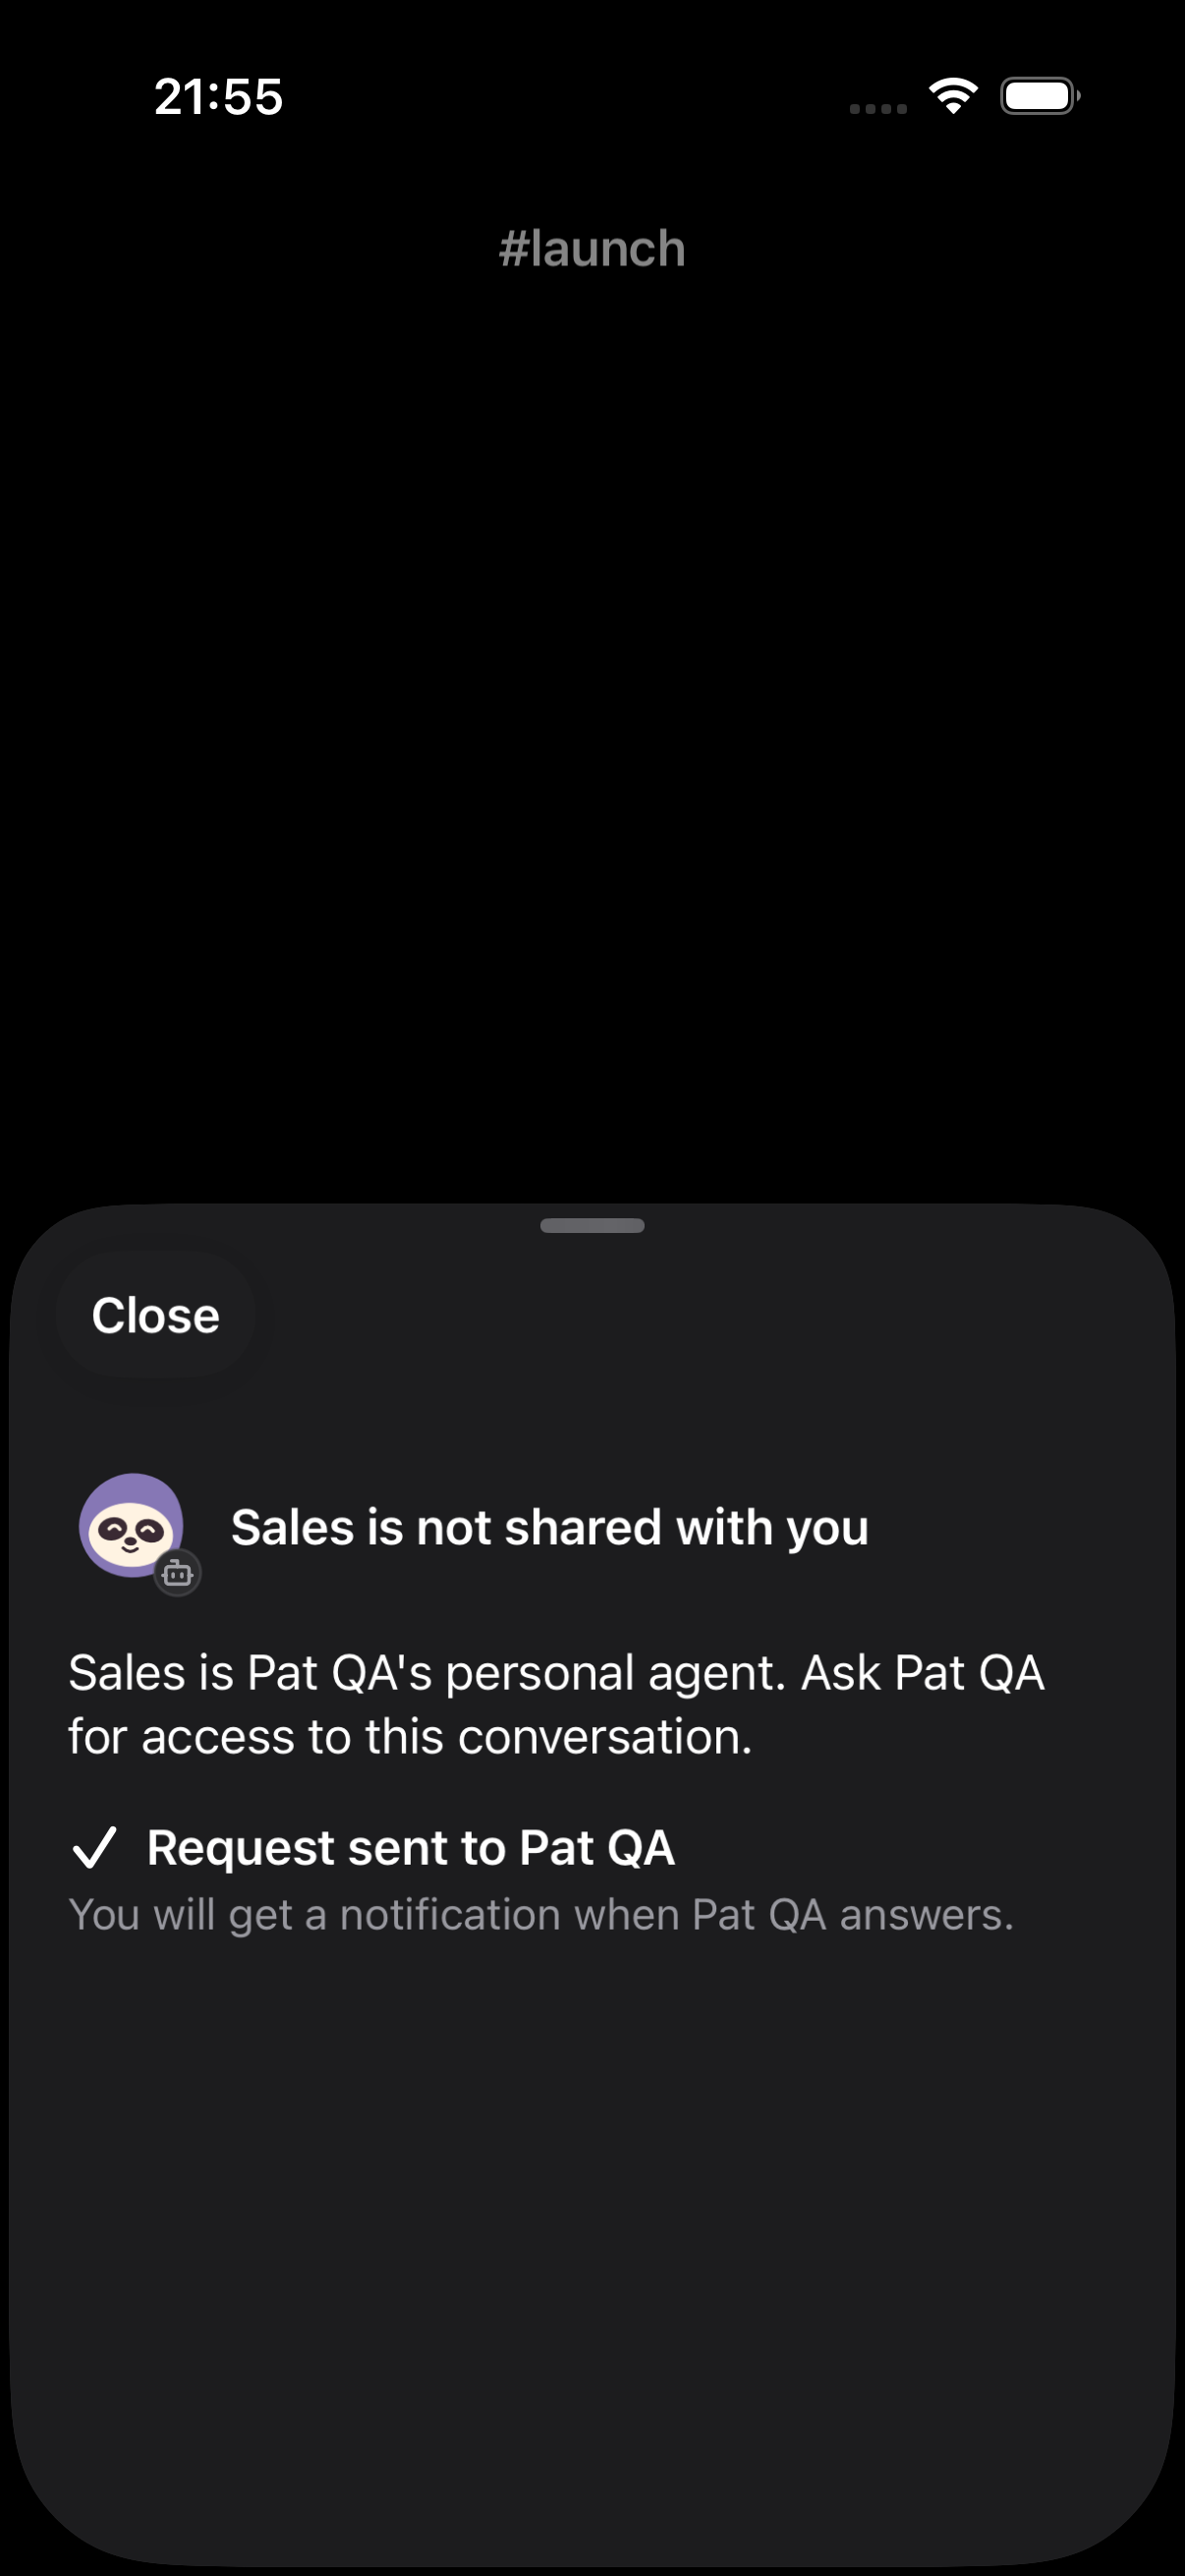 21:55
#launch
Close
Sales is not shared with you
Sales is Pat QA's personal agent. Ask Pat QA
for access to this conversation.
Request sent to Pat QA
You will get a notification when Pat QA answers.